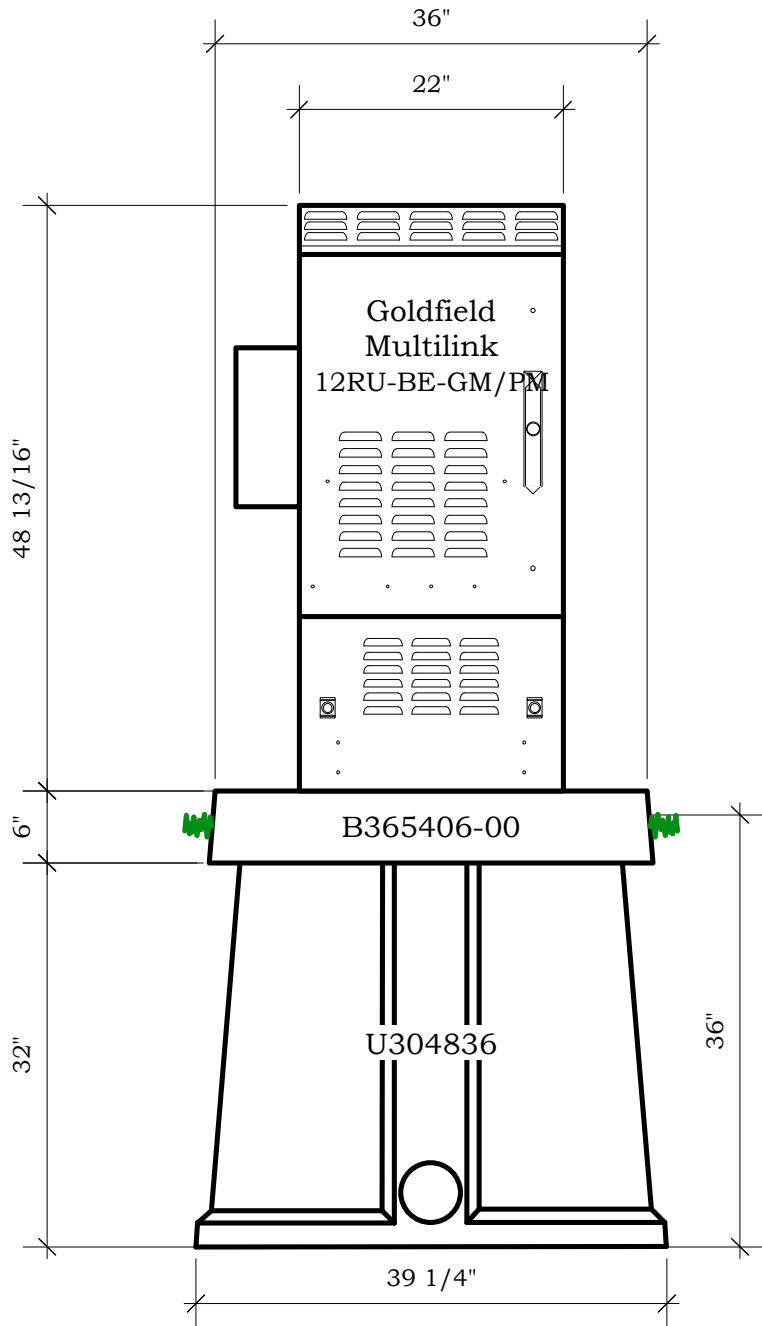 36"
22"
Goldfield
Multilink
12RU-BE-GM/PM
48 13/16"
6"
B365406-00
32"
U304836
36"
39 1/4"